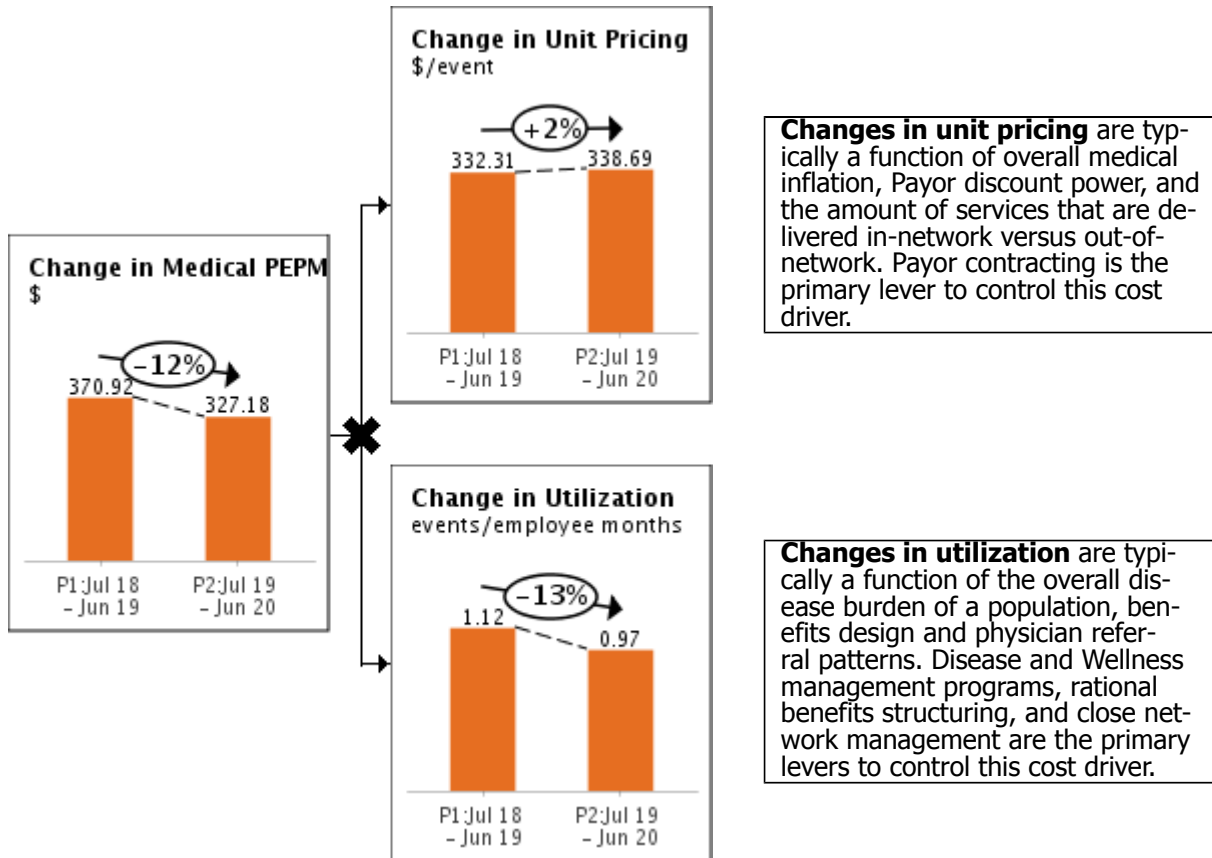 Change in Medical PEPM
$
-12%
370.92
327.18
P1:Jul 18
– Jun 19
P2:Jul 19
– Jun 20
Change in Unit Pricing
$/event
+2%
332.31
338.69
P1:Jul 18
– Jun 19
P2:Jul 19
– Jun 20
Changes in unit pricing are typ-
ically a function of overall medical
inflation, Payor discount power, and
the amount of services that are de-
livered in-network versus out-of-
network. Payor contracting is the
primary lever to control this cost
driver.
Change in Utilization
events/employee months
-13%
1.12
0.97
P1:Jul 18
– Jun 19
P2:Jul 19
– Jun 20
Changes in utilization are typi-
cally a function of the overall dis-
ease burden of a population, ben-
efits design and physician refer-
ral patterns. Disease and Wellness
management programs, rational
benefits structuring, and close net-
work management are the primary
levers to control this cost driver.